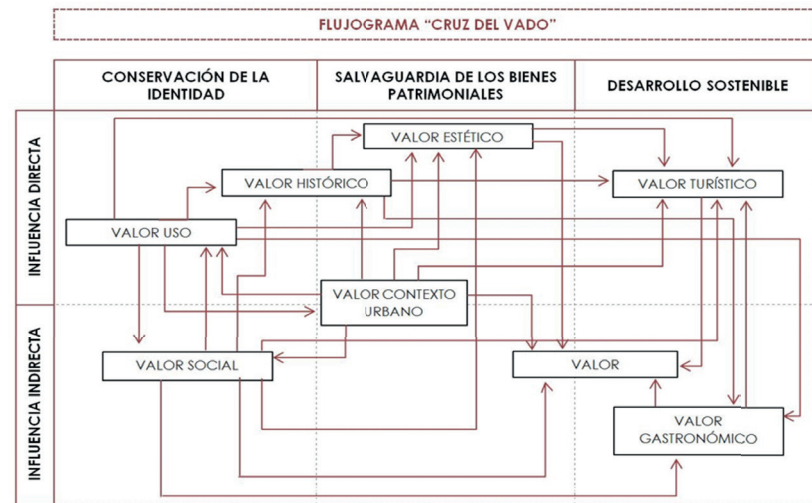 FLUJOGRAMA “CRUZ DEL VADO”
CONSERVACIÓN DE LA
IDENTIDAD
SALVAGUARDIA DE LOS BIENES
PATRIMONIALES
DESARROLLO SOSTENIBLE
INFLUENCIA DIRECTA
VALOR ESTÉTICO
VALOR HISTÓRICO
VALOR TURÍSTICO
VALOR USO
VALOR CONTEXTO
URBANO
INFLUENCIA INDIRECTA
VALOR SOCIAL
VALOR
VALOR
GASTRONÓMICO